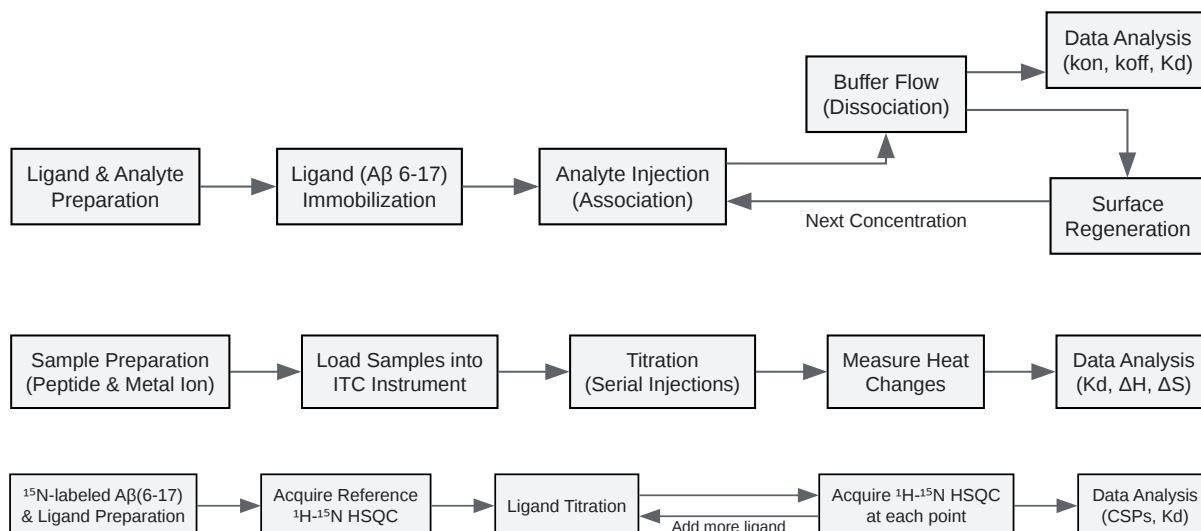 Data Analysis
(kon, koff, Kd)
Buffer Flow
(Dissociation)
Ligand & Analyte
Preparation
Ligand (Aβ 6-17)
Immobilization
Analyte Injection
(Association)
Next Concentration
Surface
Regeneration
Sample Preparation
(Peptide & Metal Ion)
Load Samples into
ITC Instrument
Titration
(Serial Injections)
Measure Heat
Changes
Data Analysis
(Kd, ΔH, ΔS)
¹⁵N-labeled Aβ(6-17)
& Ligand Preparation
Acquire Reference
¹H-¹⁵N HSQC
Ligand Titration
Add more ligand
Acquire ¹H-¹⁵N HSQC
at each point
Data Analysis
(CSPs, Kd)